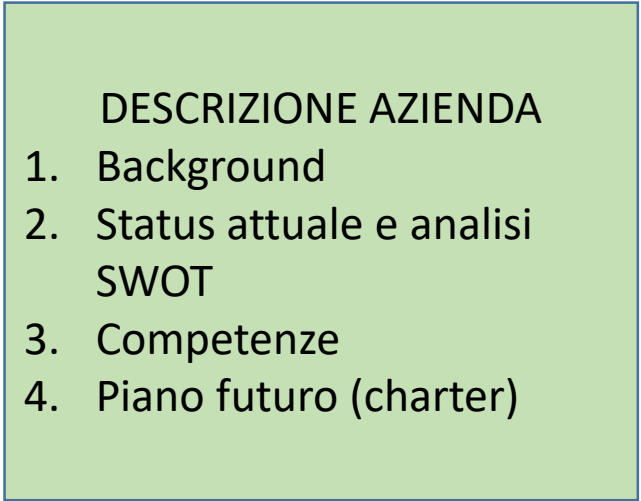 DESCRIZIONE AZIENDA
1. Background
2. Status attuale e analisi
SWOT
3. Competenze
4. Piano futuro (charter)